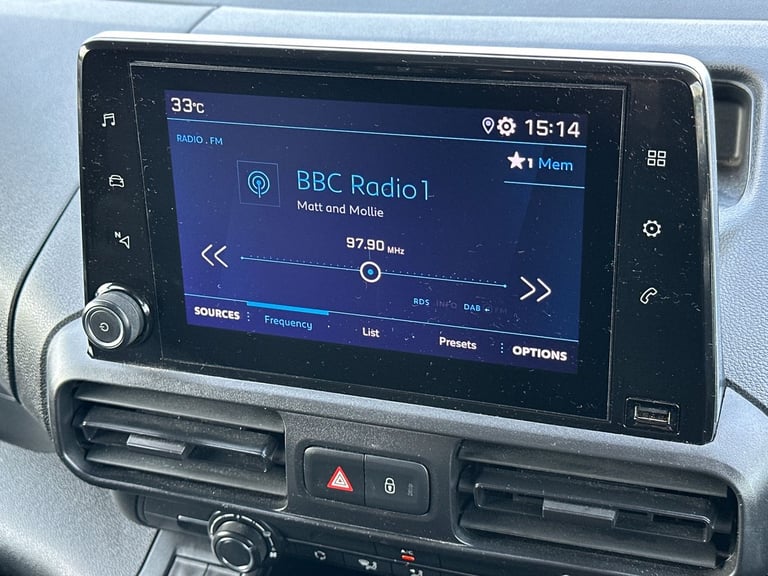 33°C
15:14
RADIO . FM
★1 Mem
BBC Radio 1
Matt and Mollie
97.90 MHz
N
RDS INFO DAB FM
SOURCES
Frequency
List
Presets
OPTIONS
A/C